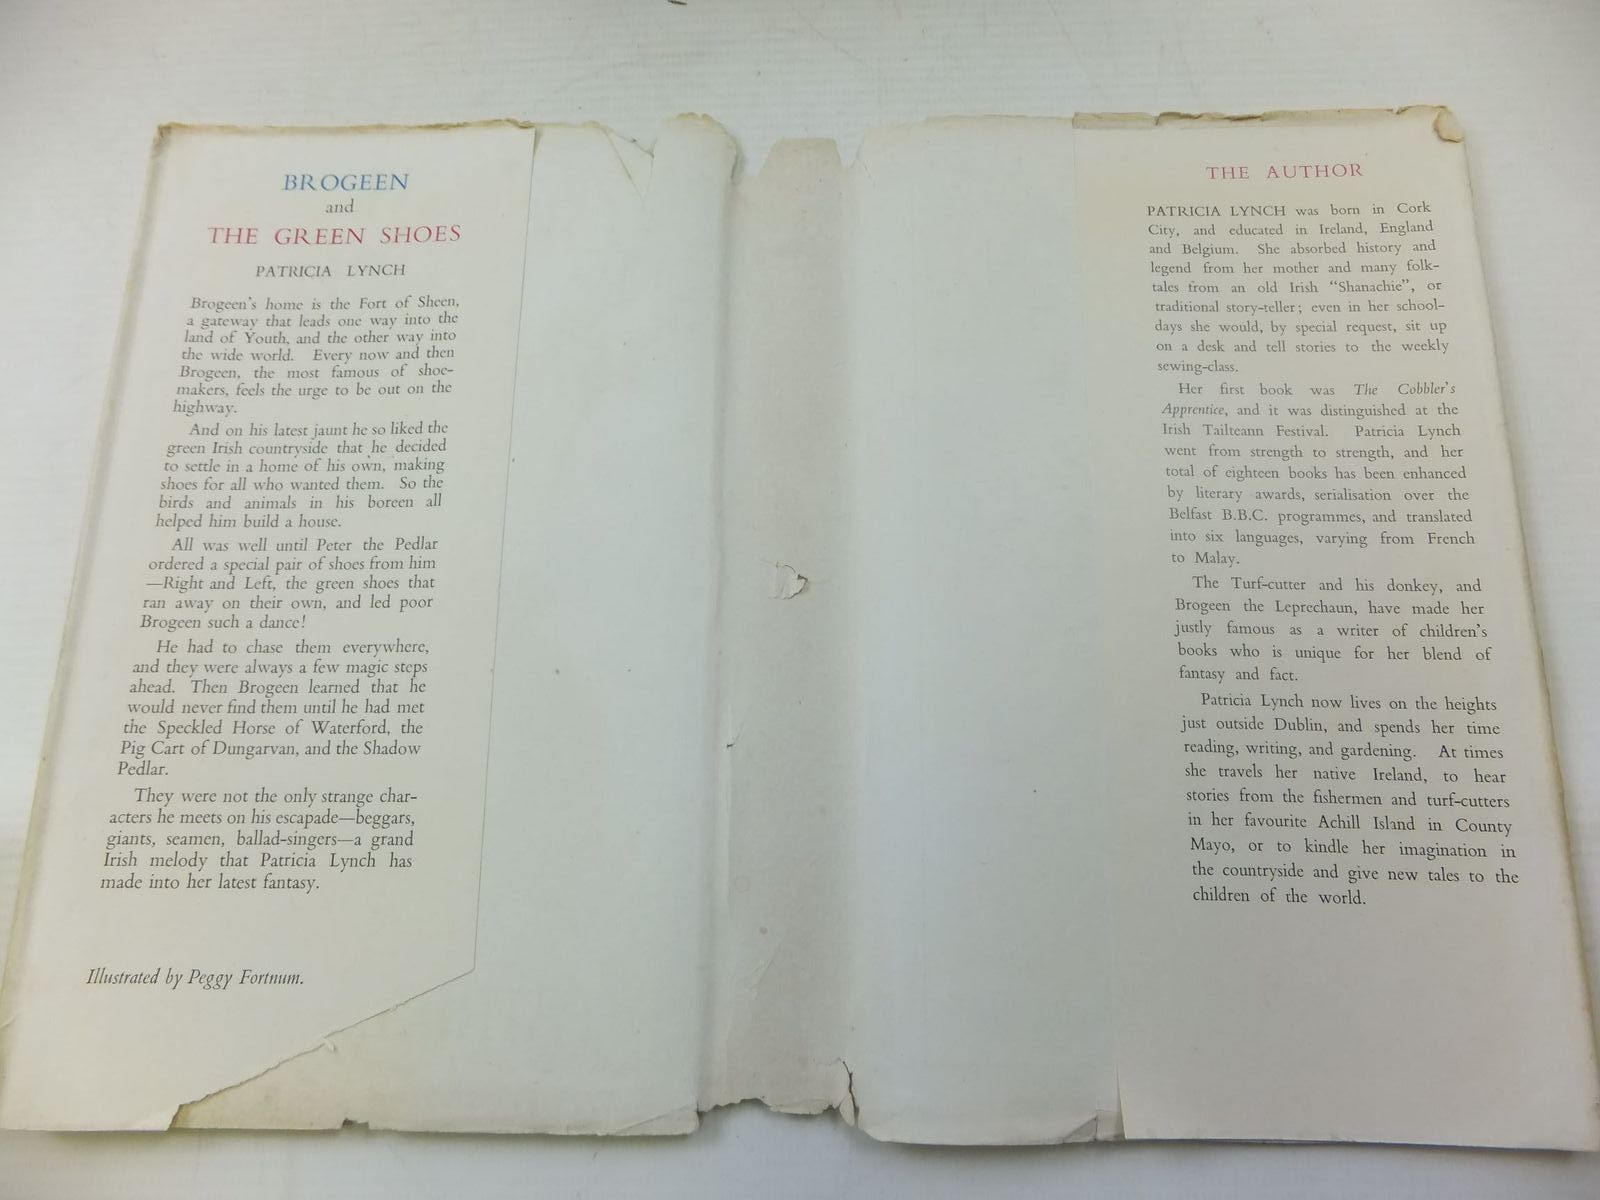 BROGEEN
and
THE GREEN SHOES
PATRICIA LYNCH
Brogeen's home is the Fort of Sheen,
a gateway that leads one way into the
land of Youth, and the other way into
the wide world. Every now and then
Brogeen, the most famous of shoe-
makers, feels the urge to be out on the
highway.
And on his latest jaunt he so liked the
green Irish countryside that he decided
to settle in a home of his own, making
shoes for all who wanted them. So the
birds and animals in his boreen all
helped him build a house.
All was well until Peter the Pedlar
ordered a special pair of shoes from him
—Right and Left, the green shoes that
ran away on their own, and led poor
Brogeen such a dance!
He had to chase them everywhere,
and they were always a few magic steps
ahead. Then Brogeen learned that he
would never find them until he had met
the Speckled Horse of Waterford, the
Pig Cart of Dungarvan, and the Shadow
Pedlar.
They were not the only strange char-
acters he meets on his escapade—beggars,
giants, seamen, ballad-singers—a grand
Irish melody that Patricia Lynch has
made into her latest fantasy.
Illustrated by Peggy Fortnum.
THE AUTHOR
PATRICIA LYNCH was born in Cork
City, and educated in Ireland, England
and Belgium. She absorbed history and
legend from her mother and many folk-
tales from an old Irish "Shanachie", or
traditional story-teller; even in her school-
days she would, by special request, sit up
on a desk and tell stories to the weekly
sewing-class.
Her first book was The Cobbler's
Apprentice, and it was distinguished at the
Irish Tailteann Festival. Patricia Lynch
went from strength to strength, and her
total of eighteen books has been enhanced
by literary awards, serialisation over the
Belfast B.B.C. programmes, and translated
into six languages, varying from French
to Malay.
The Turf-cutter and his donkey, and
Brogeen the Leprechaun, have made her
justly famous as a writer of children's
books who is unique for her blend of
fantasy and fact.
Patricia Lynch now lives on the heights
just outside Dublin, and spends her time
reading, writing, and gardening. At times
she travels her native Ireland, to hear
stories from the fishermen and turf-cutters
in her favourite Achill Island in County
Mayo, or to kindle her imagination in
the countryside and give new tales to the
children of the world.